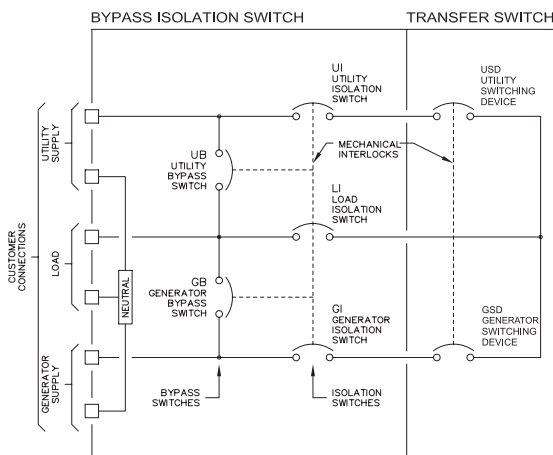 BYPASS ISOLATION SWITCH
TRANSFER SWITCH
UI
UTILITY
ISOLATION
SWITCH
USD
UTILITY
SWITCHING
DEVICE
UB
UTILITY
BYPASS
SWITCH
MECHANICAL
INTERLOCKS
LI
LOAD
ISOLATION
SWITCH
GB
GENERATOR
BYPASS
SWITCH
GI
GENERATOR
ISOLATION
SWITCH
GSD
GENERATOR
SWITCHING
DEVICE
BYPASS
SWITCHES
ISOLATION
SWITCHES
CUSTOMER
CONNECTIONS
UTILITY
SUPPLY
LOAD
GENERATOR
SUPPLY
NEUTRAL